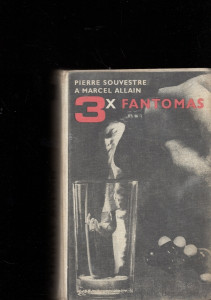 PIERRE SOUVESTRE
A MARCEL ALLAIN
3X FANTOMAS